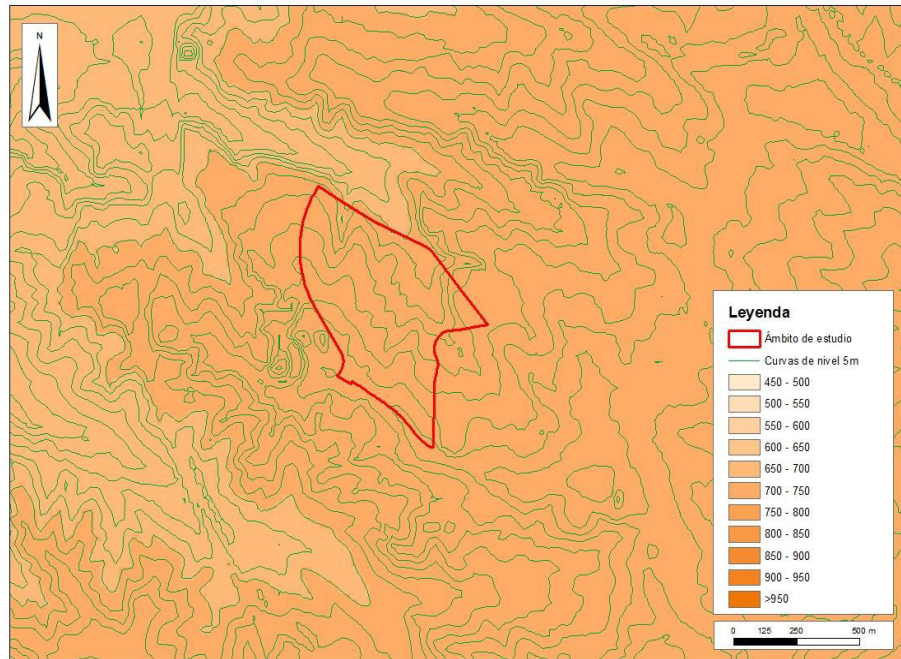 N
Leyenda
Ámbito de estudio
Curvas de nivel 5m
450 - 500
500 - 550
550 - 600
600 - 650
650 - 700
700 - 750
750 - 800
800 - 850
850 - 900
900 - 950
>950
0 125 250 500 m